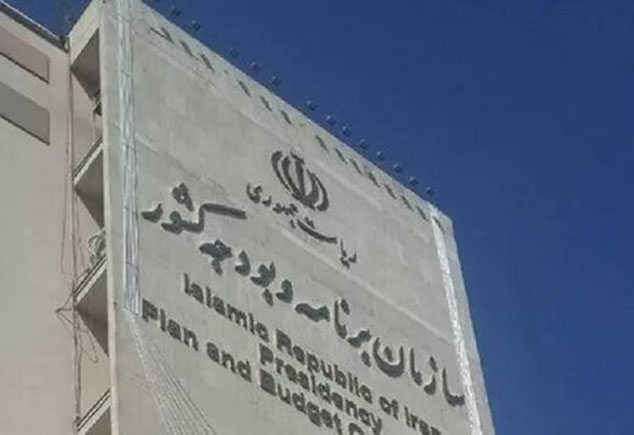 ریاست جمهوری
سازمان برنامه و بودجه کشور
Islamic Republic of Iran
Presidency
Plan and Budget O